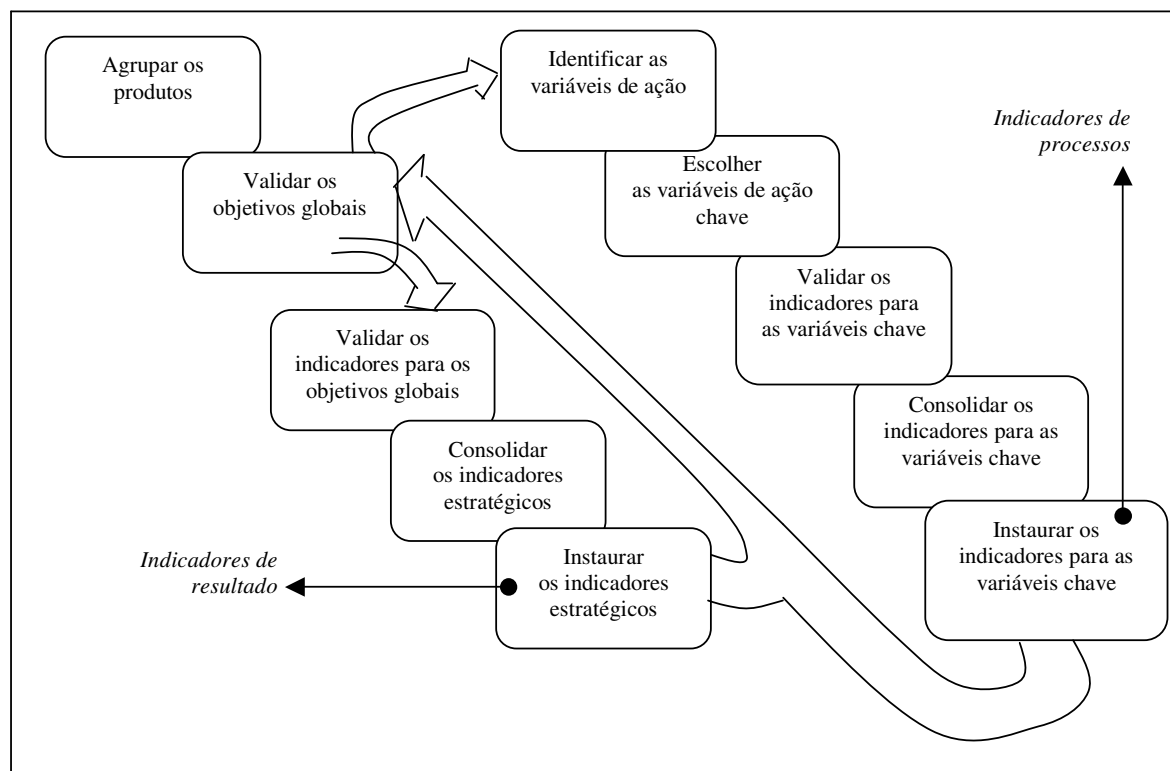 Agrupar os
produtos
Validar os
objetivos globais
Validar os
indicadores para os
objetivos globais
Consolidar
os indicadores
estratégicos
Instaurar
os indicadores
estratégicos
Indicadores de
resultado
Identificar as
variáveis de ação
Escolher
as variáveis de ação
chave
Validar os
indicadores para
as variáveis chave
Consolidar os
indicadores para as
variáveis chave
Instaurar os
indicadores para as
variáveis chave
Indicadores de
processos